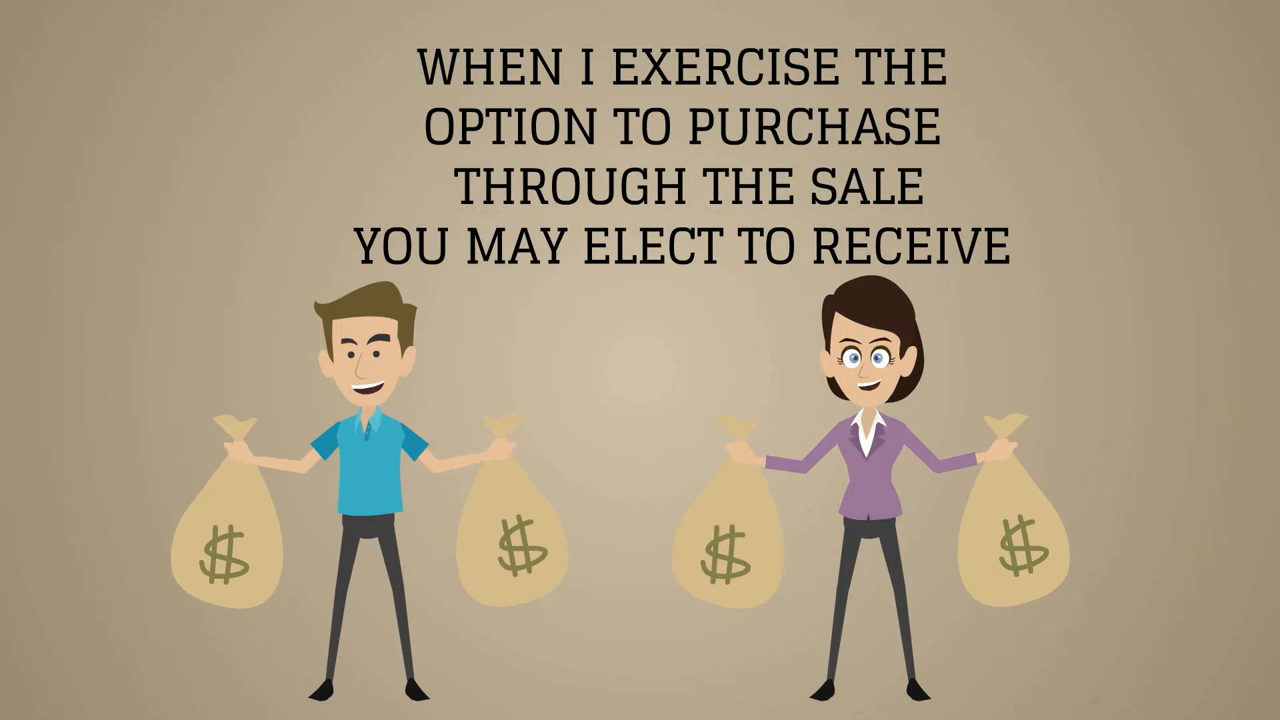 WHEN I EXERCISE THE
OPTION TO PURCHASE
THROUGH THE SALE
YOU MAY ELECT TO RECEIVE
$ $ $ $